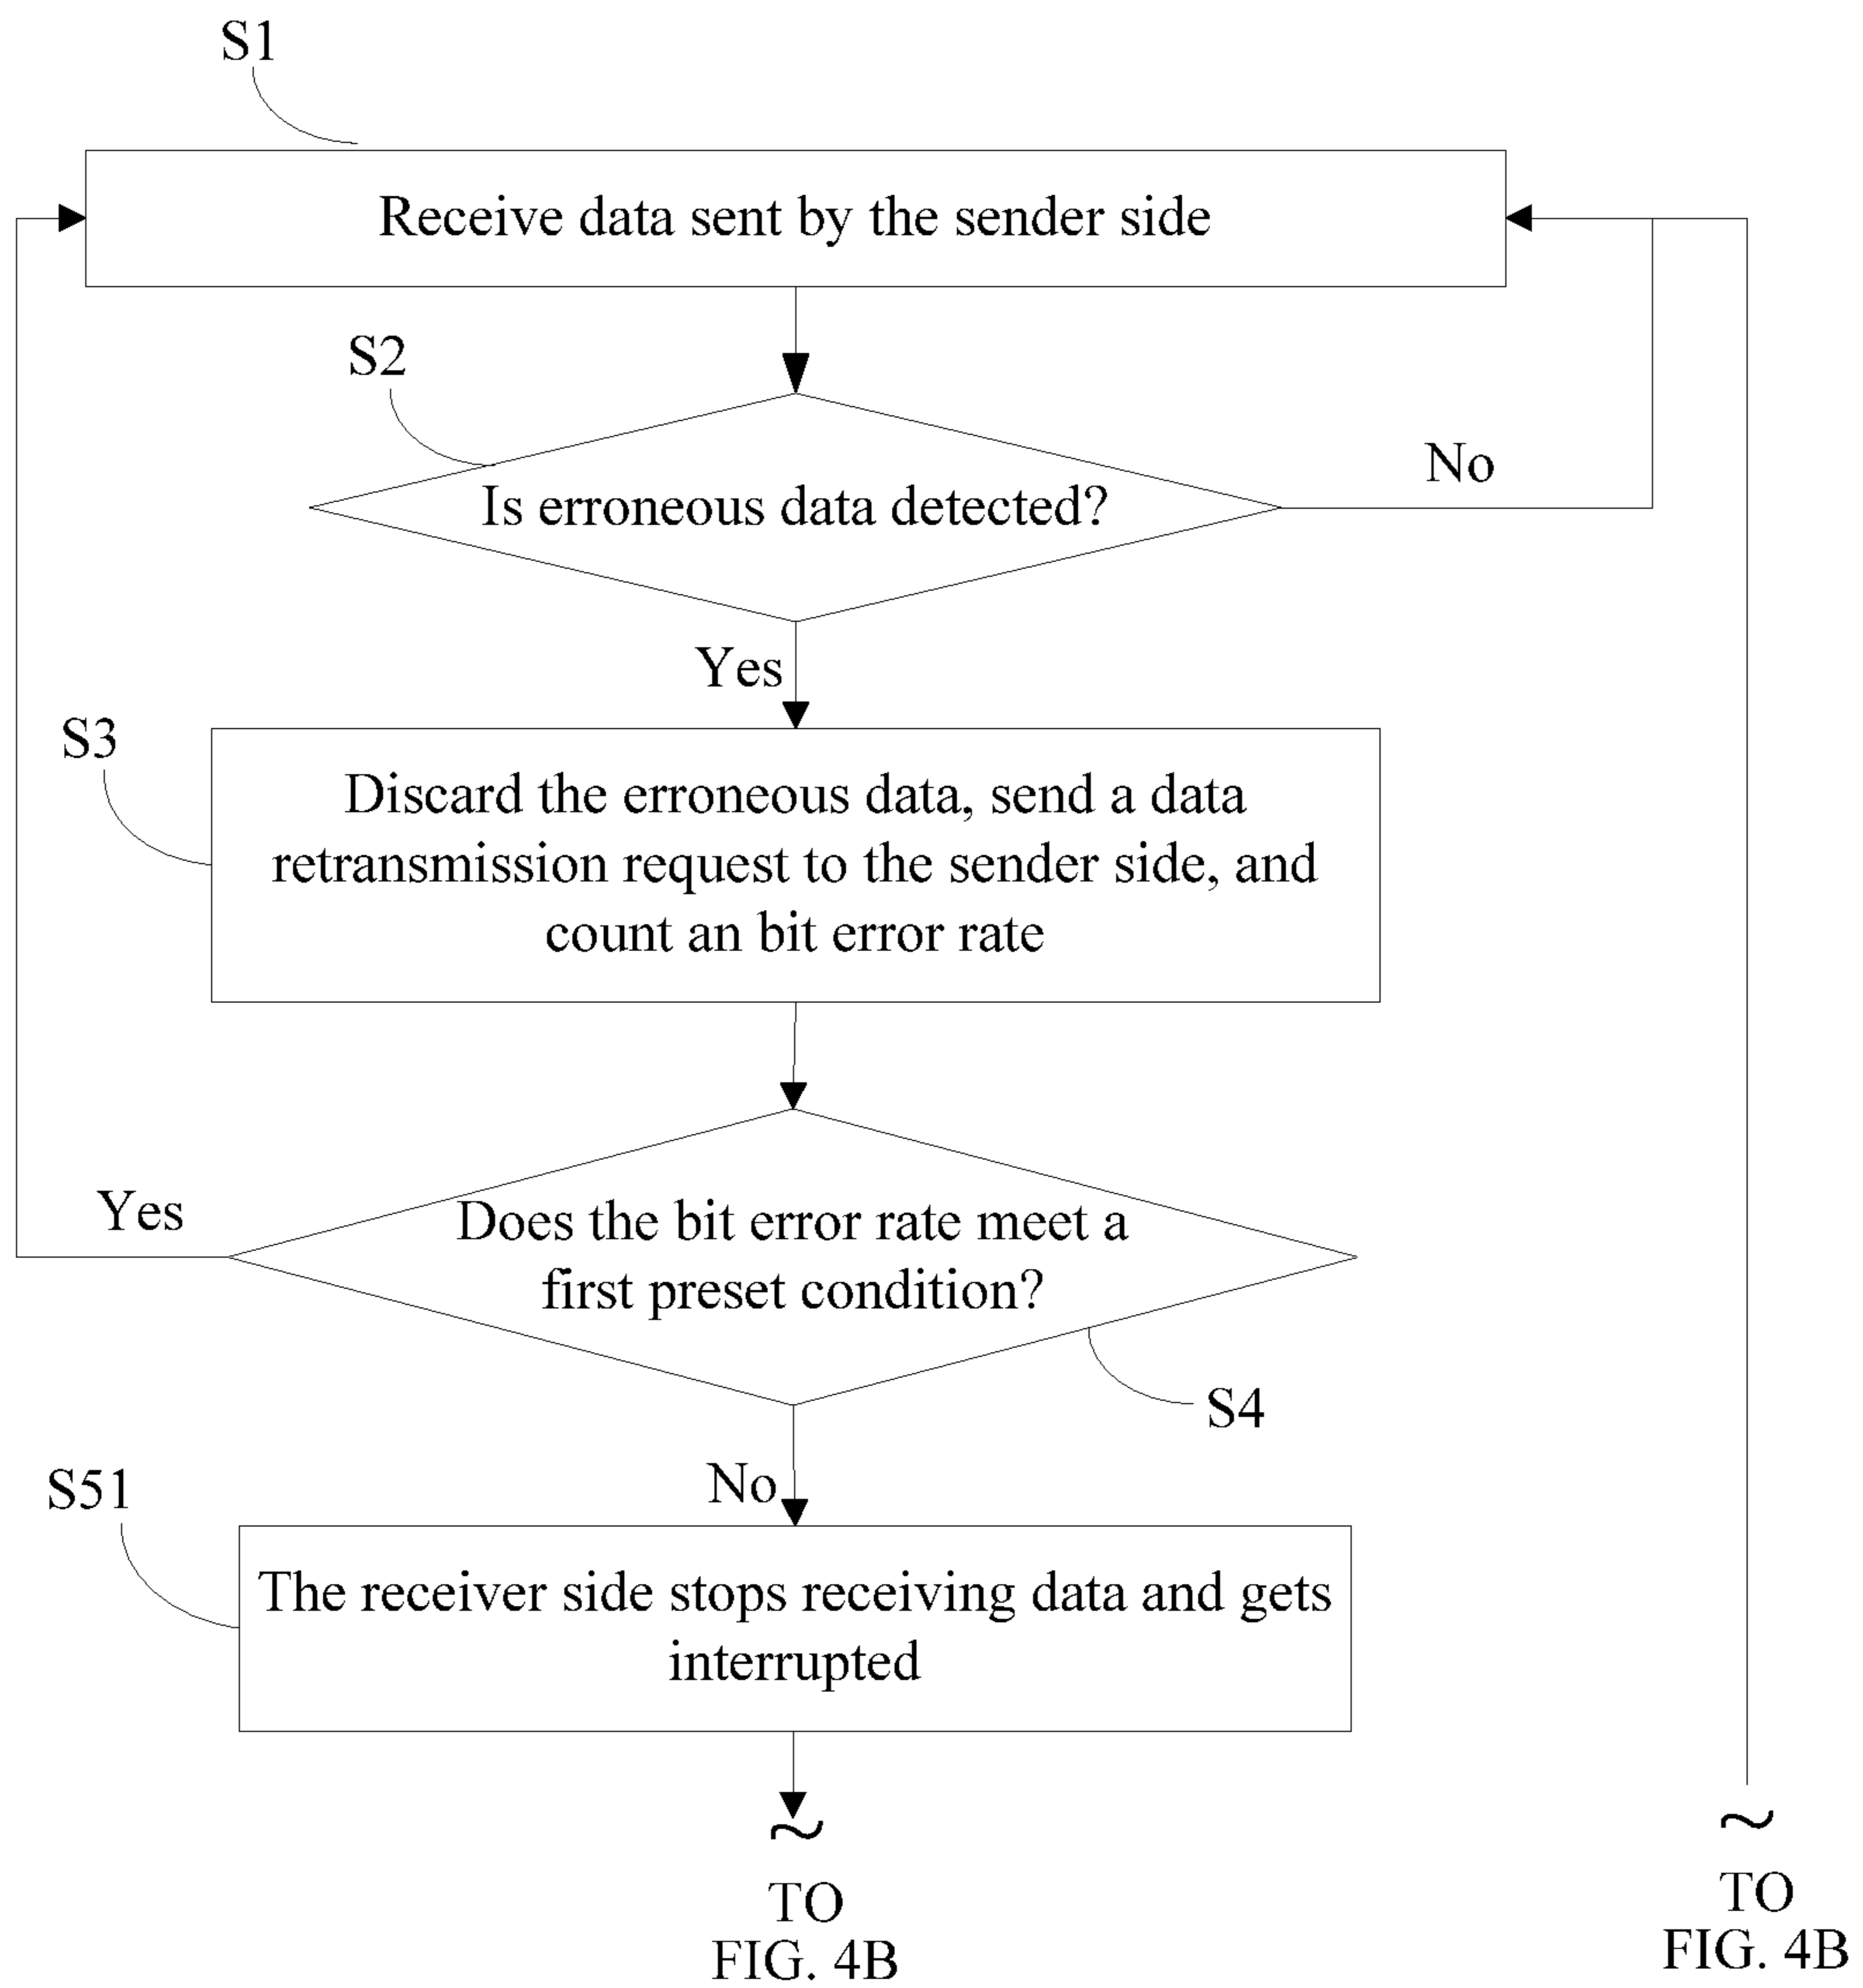 S1
Receive data sent by the sender side
S2
Is erroneous data detected?
No
Yes
S3
Discard the erroneous data, send a data
retransmission request to the sender side, and
count an bit error rate
Yes
Does the bit error rate meet a
first preset condition?
S4
No
S51
The receiver side stops receiving data and gets
interrupted
~
TO
FIG. 4B
~
TO
FIG. 4B